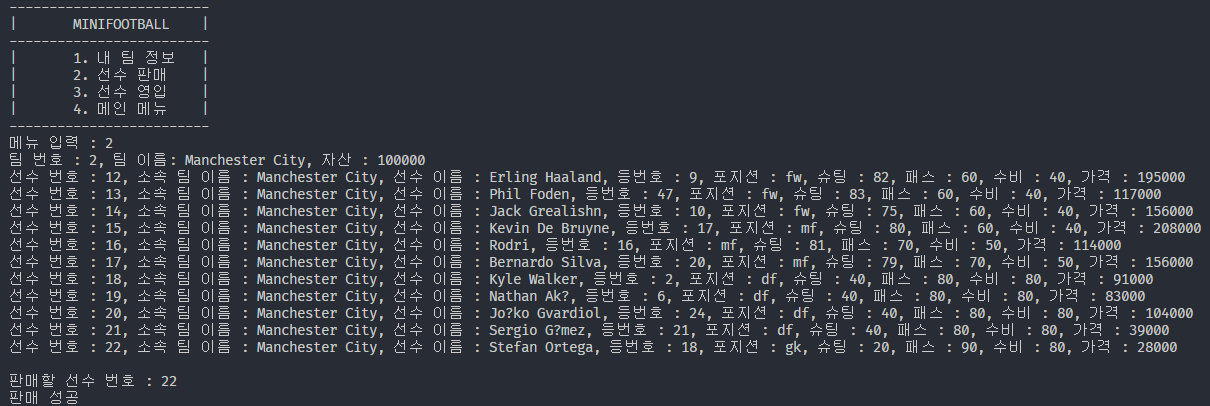 -------------------------
|       MINIFOOTBALL    |
-------------------------
|       1. 내 팀 정보   |
|       2. 선수 판매    |
|       3. 선수 영입    |
|       4. 메인 메뉴    |
-------------------------
메뉴 입력 : 2
팀 번호 : 2, 팀 이름: Manchester City, 자산 : 100000
선수 번호 : 12, 소속 팀 이름 : Manchester City, 선수 이름 : Erling Haaland, 등번호 : 9, 포지션 : fw, 슈팅 : 82, 패스 : 60, 수비 : 40, 가격 : 195000
선수 번호 : 13, 소속 팀 이름 : Manchester City, 선수 이름 : Phil Foden, 등번호 : 47, 포지션 : fw, 슈팅 : 83, 패스 : 60, 수비 : 40, 가격 : 117000
선수 번호 : 14, 소속 팀 이름 : Manchester City, 선수 이름 : Jack Grealishn, 등번호 : 10, 포지션 : fw, 슈팅 : 75, 패스 : 60, 수비 : 40, 가격 : 156000
선수 번호 : 15, 소속 팀 이름 : Manchester City, 선수 이름 : Kevin De Bruyne, 등번호 : 17, 포지션 : mf, 슈팅 : 80, 패스 : 60, 수비 : 40, 가격 : 208000
선수 번호 : 16, 소속 팀 이름 : Manchester City, 선수 이름 : Rodri, 등번호 : 16, 포지션 : mf, 슈팅 : 81, 패스 : 70, 수비 : 50, 가격 : 114000
선수 번호 : 17, 소속 팀 이름 : Manchester City, 선수 이름 : Bernardo Silva, 등번호 : 20, 포지션 : mf, 슈팅 : 79, 패스 : 70, 수비 : 50, 가격 : 156000
선수 번호 : 18, 소속 팀 이름 : Manchester City, 선수 이름 : Kyle Walker, 등번호 : 2, 포지션 : df, 슈팅 : 40, 패스 : 80, 수비 : 80, 가격 : 91000
선수 번호 : 19, 소속 팀 이름 : Manchester City, 선수 이름 : Nathan Ak?, 등번호 : 6, 포지션 : df, 슈팅 : 40, 패스 : 80, 수비 : 80, 가격 : 83000
선수 번호 : 20, 소속 팀 이름 : Manchester City, 선수 이름 : Jo?ko Gvardiol, 등번호 : 24, 포지션 : df, 슈팅 : 40, 패스 : 80, 수비 : 80, 가격 : 104000
선수 번호 : 21, 소속 팀 이름 : Manchester City, 선수 이름 : Sergio G?mez, 등번호 : 21, 포지션 : df, 슈팅 : 40, 패스 : 80, 수비 : 80, 가격 : 39000
선수 번호 : 22, 소속 팀 이름 : Manchester City, 선수 이름 : Stefan Ortega, 등번호 : 18, 포지션 : gk, 슈팅 : 20, 패스 : 90, 수비 : 80, 가격 : 28000
판매할 선수 번호 : 22
판매 성공